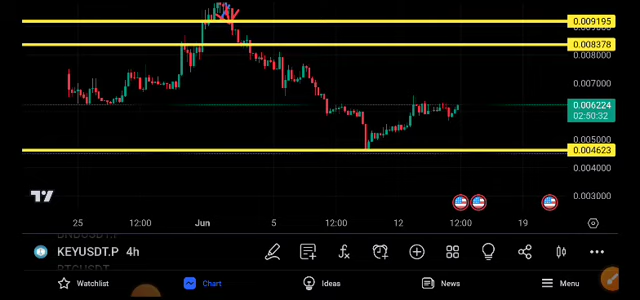 0.009195
0.008378
0.007000
0.006224
02:50:32
0.005000
0.004623
0.004000
0.003000
25 12:00 Jun 5 12:00 12 12:00 19
KEYUSDT.P 4h
BTCUSDT.P
Watchlist Chart Ideas News Menu